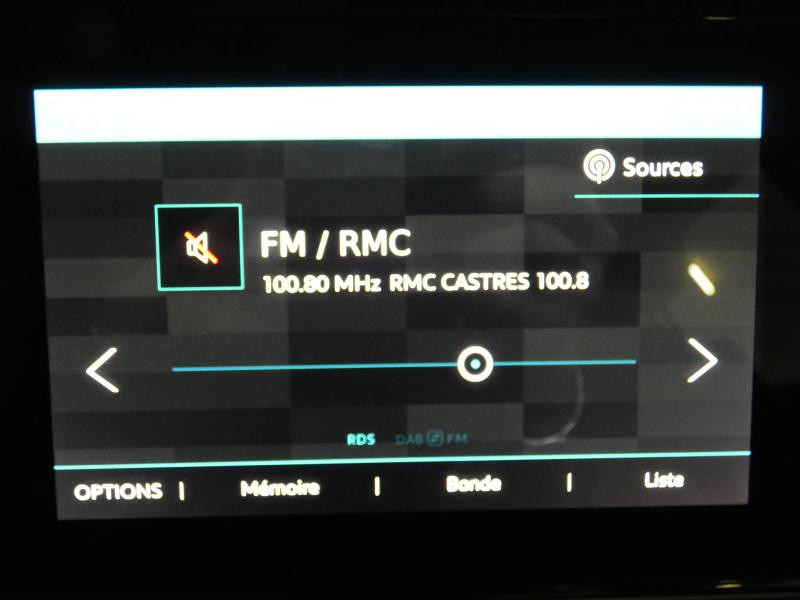 Sources
FM / RMC
100.80 MHz RMC CASTRES 100.8
RDS DAB FM
OPTIONS | Mémoire | Bande | Liste